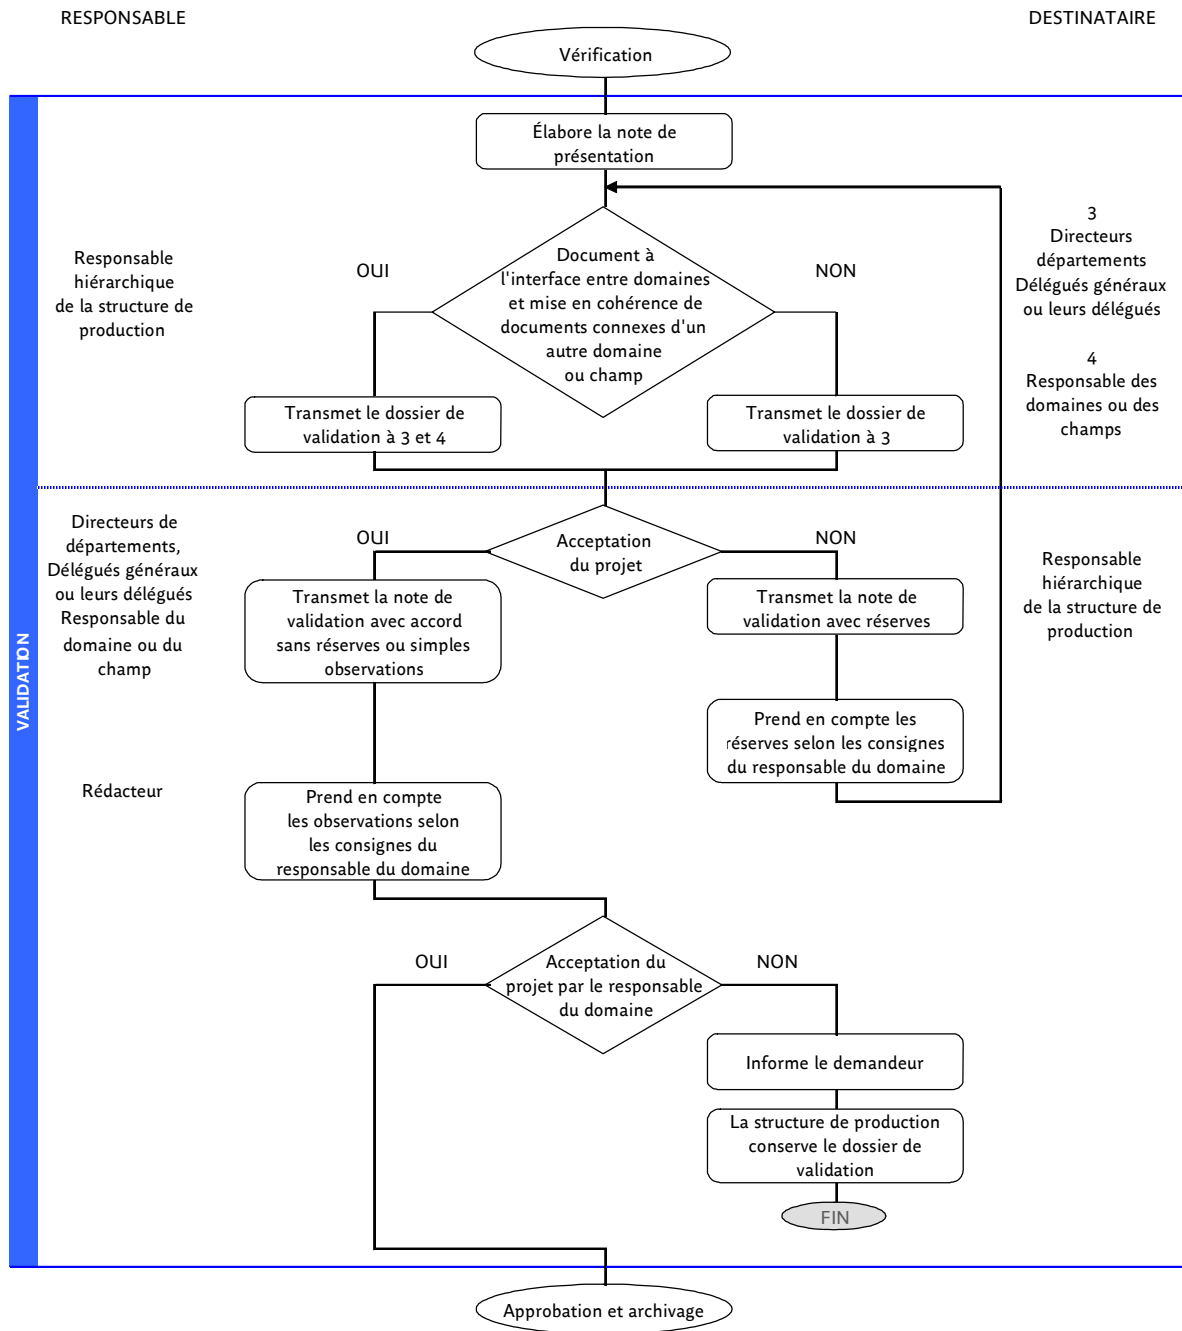 RESPONSABLE
DESTINATAIRE
Vérification
Élabore la note de
présentation
Responsable
hiérarchique
de la structure de
production
OUI
Document à
l'interface entre domaines
et mise en cohérence de
documents connexes d'un
autre domaine
ou champ
NON
3
Directeurs
départements
Délégués généraux
ou leurs délégués
4
Responsable des
domaines ou des
champs
Transmet le dossier de
validation à 3 et 4
Transmet le dossier de
validation à 3
VALIDATION
Directeurs de
départements,
Délégués généraux
ou leurs délégués
Responsable du
domaine ou du
champ
OUI
Acceptation
du projet
NON
Transmet la note de
validation avec accord
sans réserves ou simples
observations
Transmet la note de
validation avec réserves
Responsable
hiérarchique
de la structure de
production
Prend en compte les
réserves selon les consignes
du responsable du domaine
Rédacteur
Prend en compte
les observations selon
les consignes du
responsable du domaine
OUI
Acceptation du
projet par le responsable
du domaine
NON
Informe le demandeur
La structure de production
conserve le dossier de
validation
FIN
Approbation et archivage